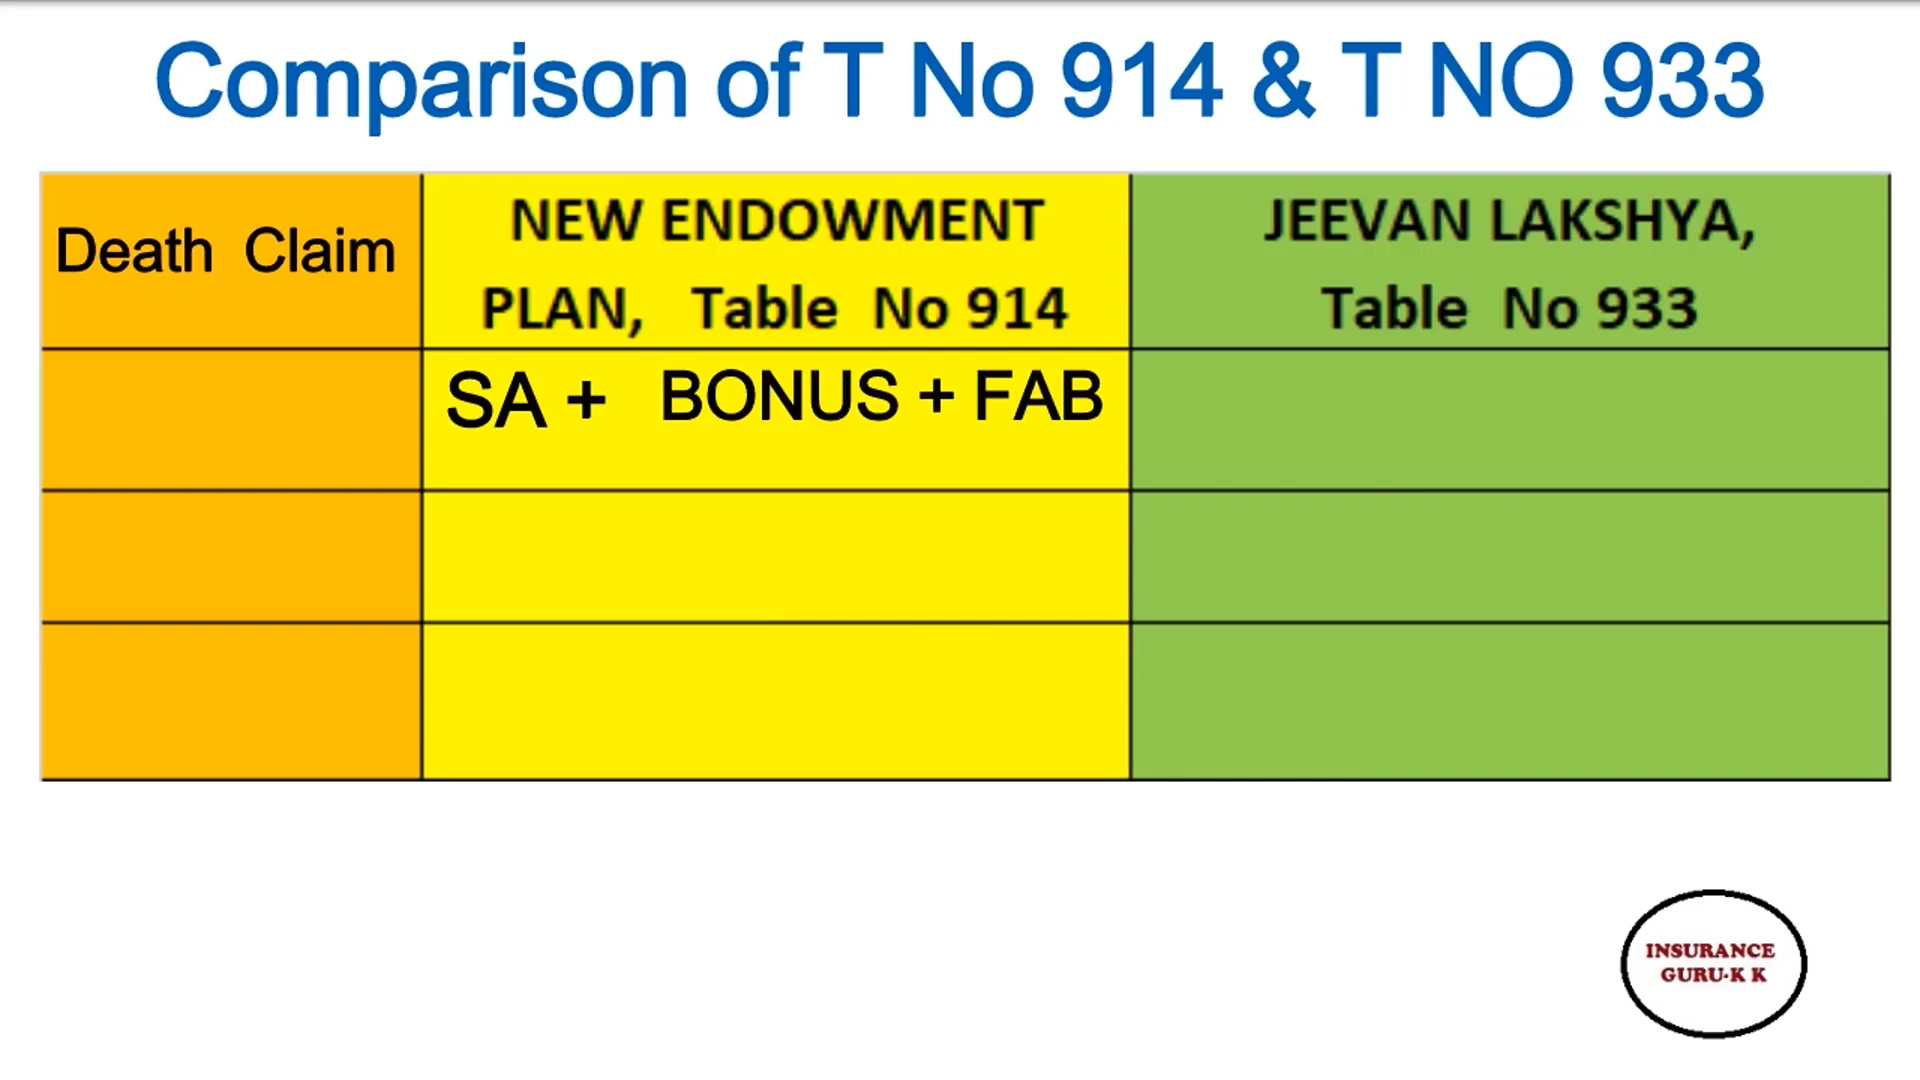 Comparison of T No 914 & T NO 933
Death Claim
NEW ENDOWMENT
PLAN, Table No 914
JEEVAN LAKSHYA,
Table No 933
SA + BONUS + FAB
INSURANCE
GURU-K K